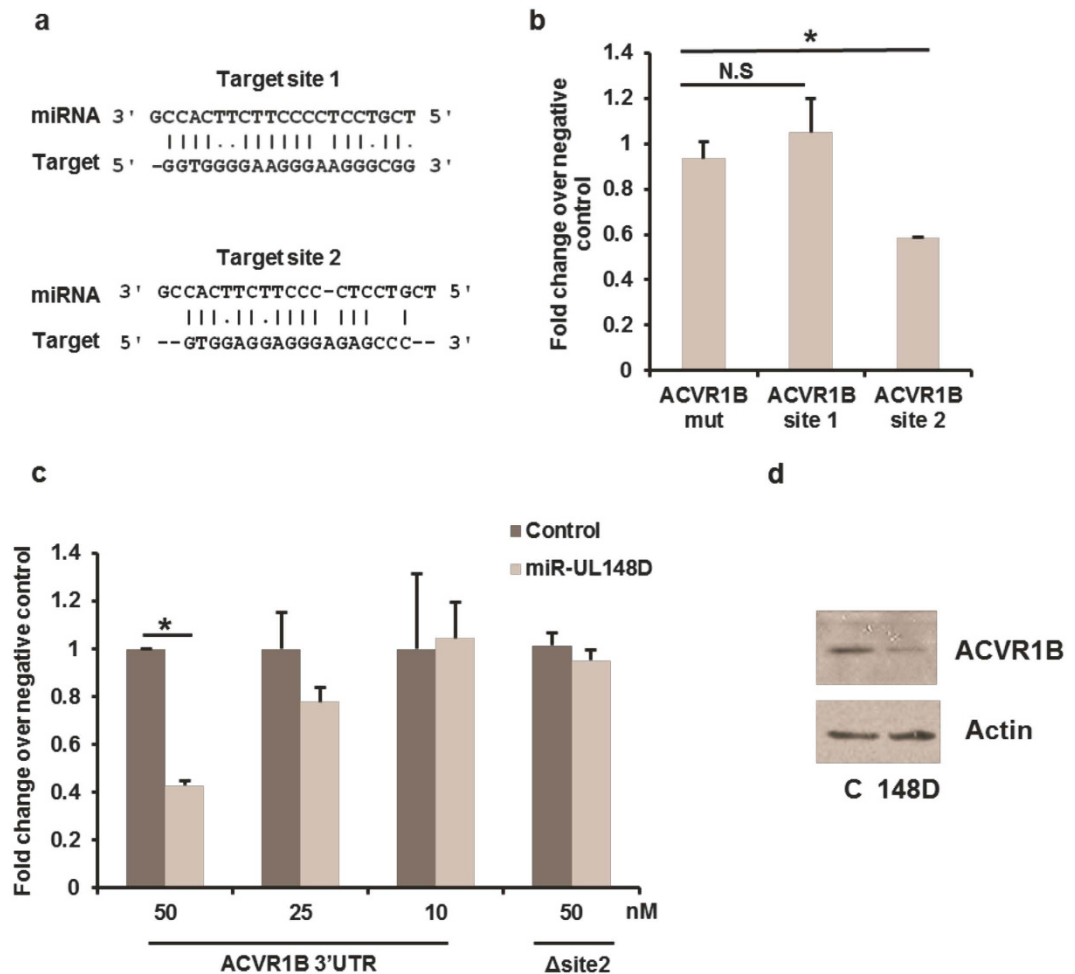 a
Target site 1
miRNA 3' GCCACTTCTTCCCCTCCTGCT 5'
||||..|||||| |||.||.
Target 5' -GGTGGGGAAGGGAAGGGCGG 3'
Target site 2
miRNA 3' GCCACTTCTTCCC-CTCCTGCT 5'
|||.||.|||| ||| |
Target 5' --GTGGAGGAGGGAGAGCCC-- 3'
b
Fold change over negative control
1.4
1.2
1
0.8
0.6
0.4
0.2
0
*
N.S
ACVR1B mut
ACVR1B site 1
ACVR1B site 2
c
Control
miR-UL148D
Fold change over negative control
1.4
1.2
1
0.8
0.6
0.4
0.2
0
*
50 25 10 50 nM
ACVR1B 3'UTR Δsite2
d
ACVR1B
Actin
C 148D